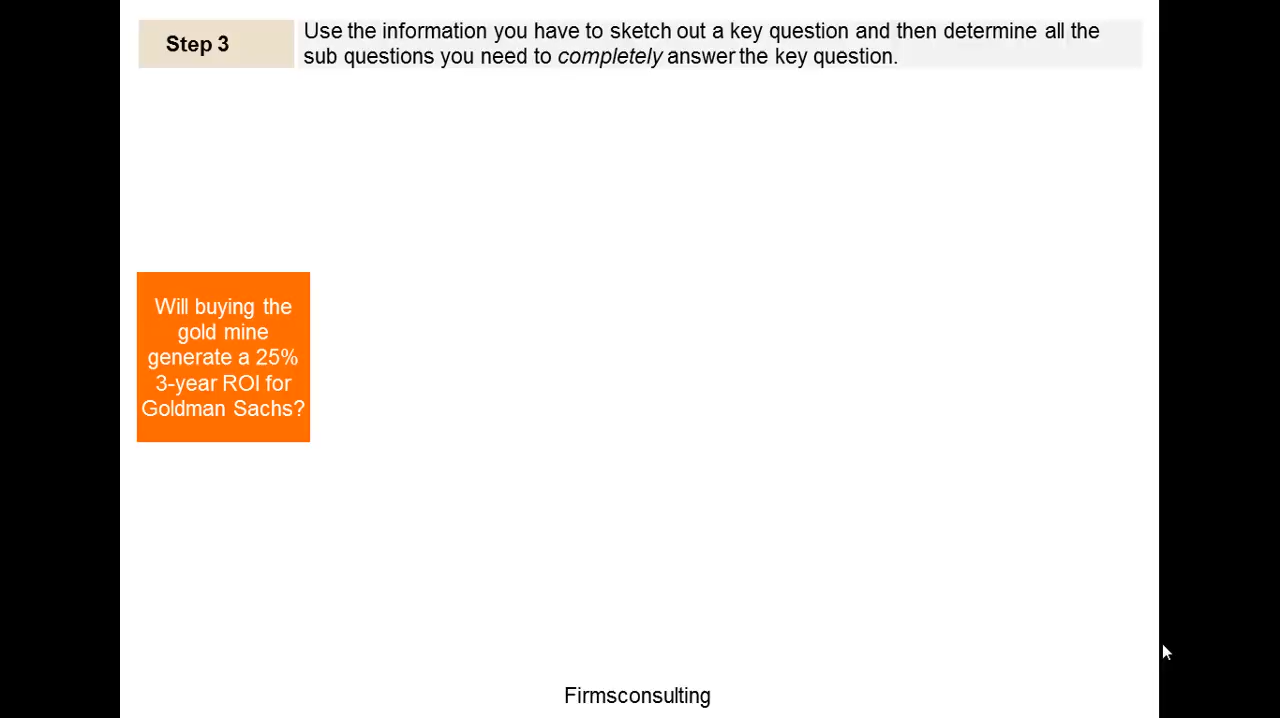 Step 3
Use the information you have to sketch out a key question and then determine all the
sub questions you need to completely answer the key question.
Will buying the
gold mine
generate a 25%
3-year ROI for
Goldman Sachs?
Firmsconsulting